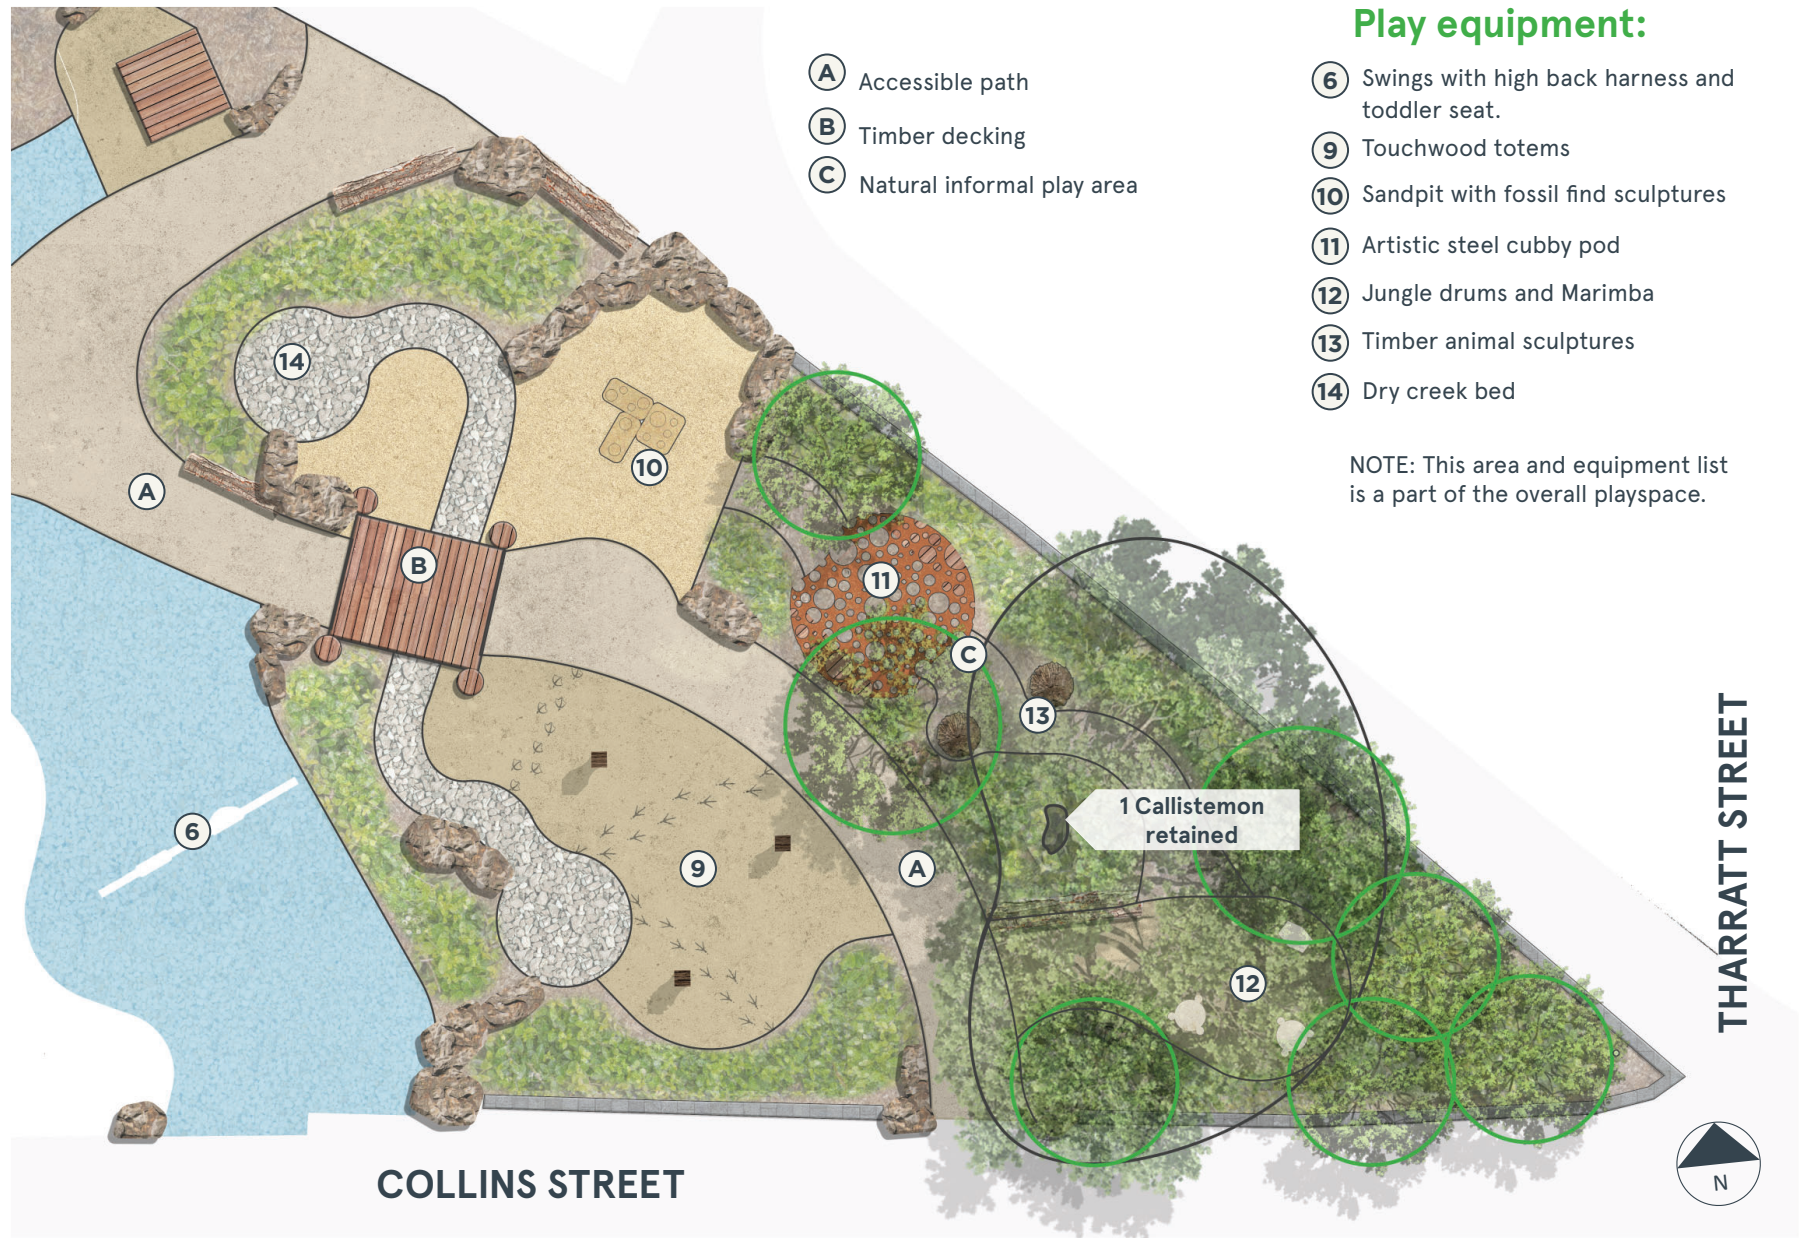 A Accessible path
B Timber decking
C Natural informal play area
Play equipment:
6 Swings with high back harness and
toddler seat.
9 Touchwood totems
10 Sandpit with fossil find sculptures
11 Artistic steel cubby pod
12 Jungle drums and Marimba
13 Timber animal sculptures
14 Dry creek bed
NOTE: This area and equipment list
is a part of the overall playspace.
14
10
A
B
11
C
13
1 Callistemon
retained
6
9
A
12
THARRATT STREET
COLLINS STREET
N